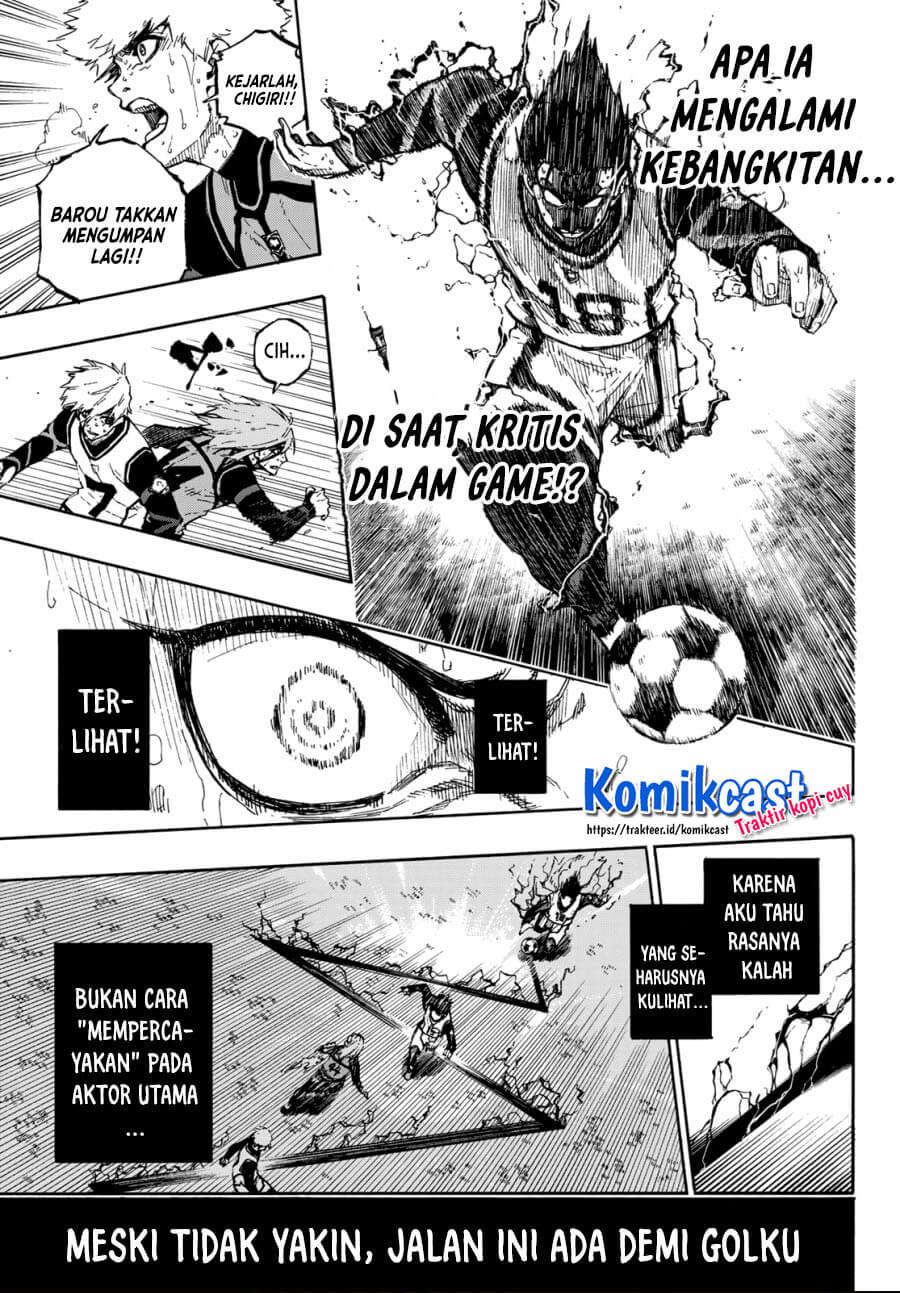 APA IA
MENGALAMI
KEBANGKITAN...
18
DI SAAT KRITIS
DALAM GAME!?
KEJARLAH,
CHIGIRI!!
BAROU TAKKAN
MENGUMPAN
LAGI!!
CIH...
TER-
LIHAT!
TER-
LIHAT!
Komikcast
Traktir kopi cuy
https://trakteer.id/komikcast
KARENA
AKU TAHU
RASANYA
KALAH
YANG SE-
HARUSNYA
KULIHAT...
BUKAN CARA
"MEMPERCA-
YAKAN" PADA
AKTOR UTAMA
...
MESKI TIDAK YAKIN, JALAN INI ADA DEMI GOLKU